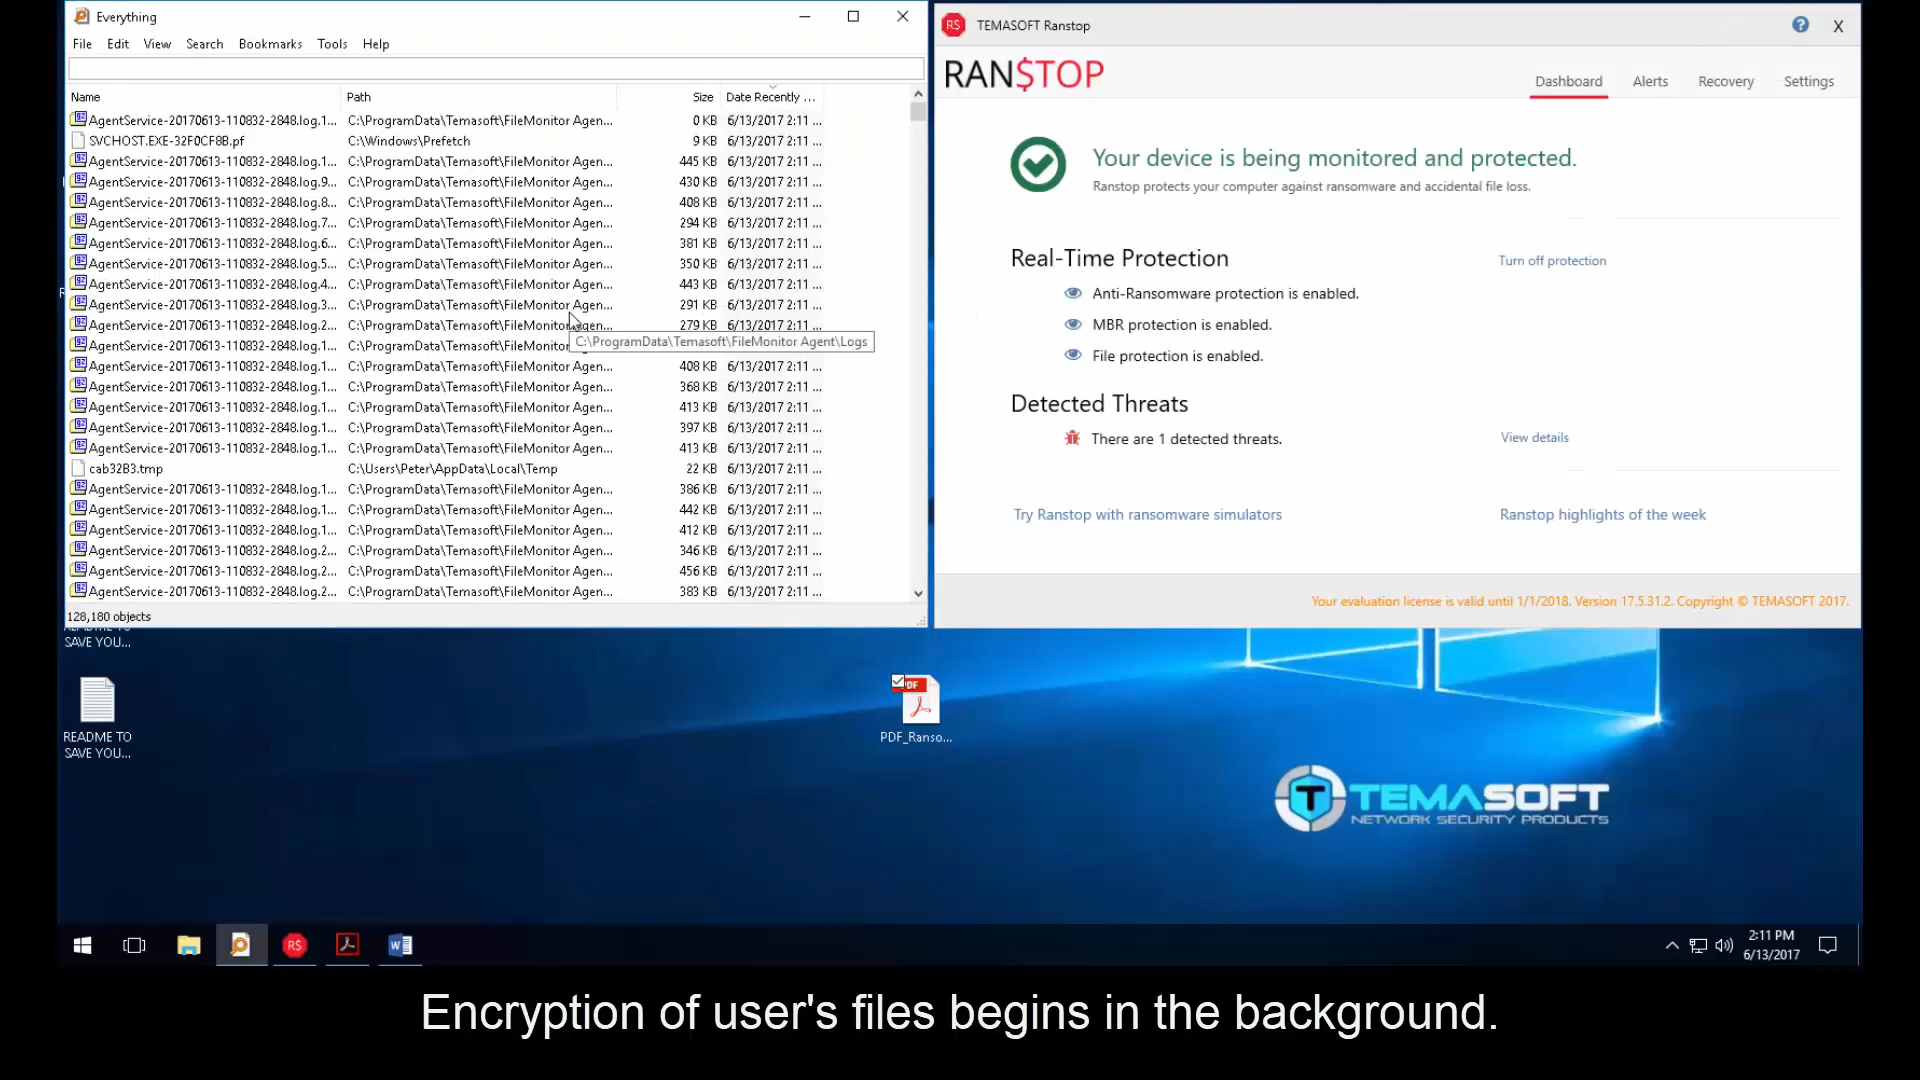 Everything
File Edit View Search Bookmarks Tools Help
Name Path Size Date Recently ...
AgentService-20170613-110832-2848.log.1... C:\ProgramData\Temasoft\FileMonitor Agen... 0 KB 6/13/2017 2:11 ...
SVCHOST.EXE-32F0CF8B.pf C:\Windows\Prefetch 9 KB 6/13/2017 2:11 ...
AgentService-20170613-110832-2848.log.1... C:\ProgramData\Temasoft\FileMonitor Agen... 445 KB 6/13/2017 2:11 ...
AgentService-20170613-110832-2848.log.9... C:\ProgramData\Temasoft\FileMonitor Agen... 430 KB 6/13/2017 2:11 ...
AgentService-20170613-110832-2848.log.8... C:\ProgramData\Temasoft\FileMonitor Agen... 408 KB 6/13/2017 2:11 ...
AgentService-20170613-110832-2848.log.7... C:\ProgramData\Temasoft\FileMonitor Agen... 294 KB 6/13/2017 2:11 ...
AgentService-20170613-110832-2848.log.6... C:\ProgramData\Temasoft\FileMonitor Agen... 381 KB 6/13/2017 2:11 ...
AgentService-20170613-110832-2848.log.5... C:\ProgramData\Temasoft\FileMonitor Agen... 350 KB 6/13/2017 2:11 ...
AgentService-20170613-110832-2848.log.4... C:\ProgramData\Temasoft\FileMonitor Agen... 443 KB 6/13/2017 2:11 ...
AgentService-20170613-110832-2848.log.3... C:\ProgramData\Temasoft\FileMonitor Agen... 291 KB 6/13/2017 2:11 ...
AgentService-20170613-110832-2848.log.2... C:\ProgramData\Temasoft\FileMonitor Agen... 279 KB 6/13/2017 2:11 ...
AgentService-20170613-110832-2848.log.1... C:\ProgramData\Temasoft\FileMonitor
C:\ProgramData\Temasoft\FileMonitor Agent\Logs
AgentService-20170613-110832-2848.log.1... C:\ProgramData\Temasoft\FileMonitor Agen... 408 KB 6/13/2017 2:11 ...
AgentService-20170613-110832-2848.log.1... C:\ProgramData\Temasoft\FileMonitor Agen... 368 KB 6/13/2017 2:11 ...
AgentService-20170613-110832-2848.log.1... C:\ProgramData\Temasoft\FileMonitor Agen... 413 KB 6/13/2017 2:11 ...
AgentService-20170613-110832-2848.log.1... C:\ProgramData\Temasoft\FileMonitor Agen... 397 KB 6/13/2017 2:11 ...
AgentService-20170613-110832-2848.log.1... C:\ProgramData\Temasoft\FileMonitor Agen... 413 KB 6/13/2017 2:11 ...
cab32B3.tmp C:\Users\Peter\AppData\Local\Temp 22 KB 6/13/2017 2:11 ...
AgentService-20170613-110832-2848.log.1... C:\ProgramData\Temasoft\FileMonitor Agen... 386 KB 6/13/2017 2:11 ...
AgentService-20170613-110832-2848.log.1... C:\ProgramData\Temasoft\FileMonitor Agen... 442 KB 6/13/2017 2:11 ...
AgentService-20170613-110832-2848.log.1... C:\ProgramData\Temasoft\FileMonitor Agen... 412 KB 6/13/2017 2:11 ...
AgentService-20170613-110832-2848.log.2... C:\ProgramData\Temasoft\FileMonitor Agen... 346 KB 6/13/2017 2:11 ...
AgentService-20170613-110832-2848.log.2... C:\ProgramData\Temasoft\FileMonitor Agen... 456 KB 6/13/2017 2:11 ...
AgentService-20170613-110832-2848.log.2... C:\ProgramData\Temasoft\FileMonitor Agen... 383 KB 6/13/2017 2:11 ...
128,180 objects
RS TEMASOFT Ranstop ? X
RAN$TOP
Dashboard Alerts Recovery Settings
Your device is being monitored and protected.
Ranstop protects your computer against ransomware and accidental file loss.
Real-Time Protection Turn off protection
Anti-Ransomware protection is enabled.
MBR protection is enabled.
File protection is enabled.
Detected Threats
There are 1 detected threats. View details
Try Ranstop with ransomware simulators Ranstop highlights of the week
Your evaluation license is valid until 1/1/2018. Version 17.5.31.2. Copyright © TEMASOFT 2017.
SAVE YOU...
README TO
SAVE YOU...
PDF
PDF_Ranso...
TEMASOFT
NETWORK SECURITY PRODUCTS
RS
2:11 PM
6/13/2017
Encryption of user's files begins in the background.